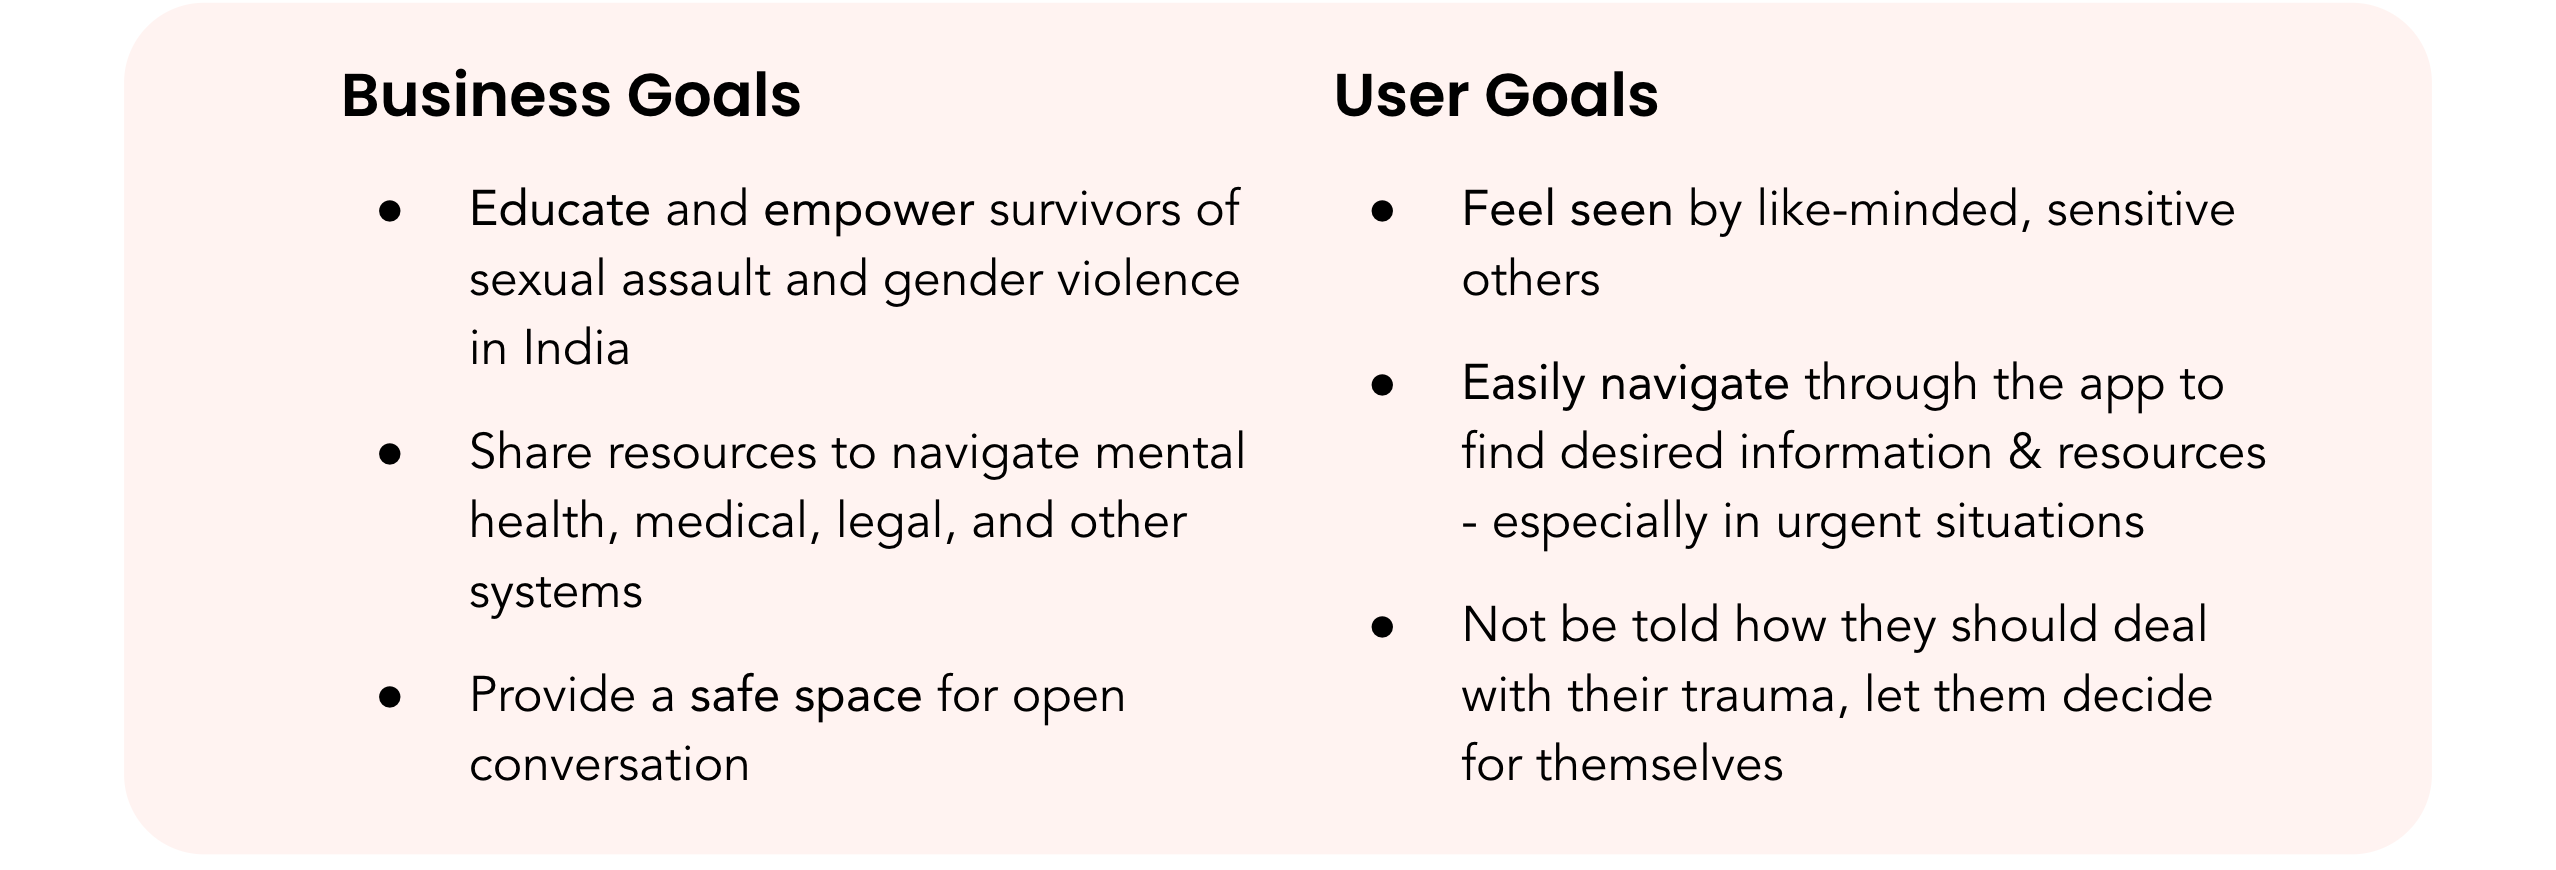 Business Goals
● Educate and empower survivors of
sexual assault and gender violence
in India
● Share resources to navigate mental
health, medical, legal, and other
systems
● Provide a safe space for open
conversation
User Goals
● Feel seen by like-minded, sensitive
others
● Easily navigate through the app to
find desired information & resources
- especially in urgent situations
● Not be told how they should deal
with their trauma, let them decide
for themselves